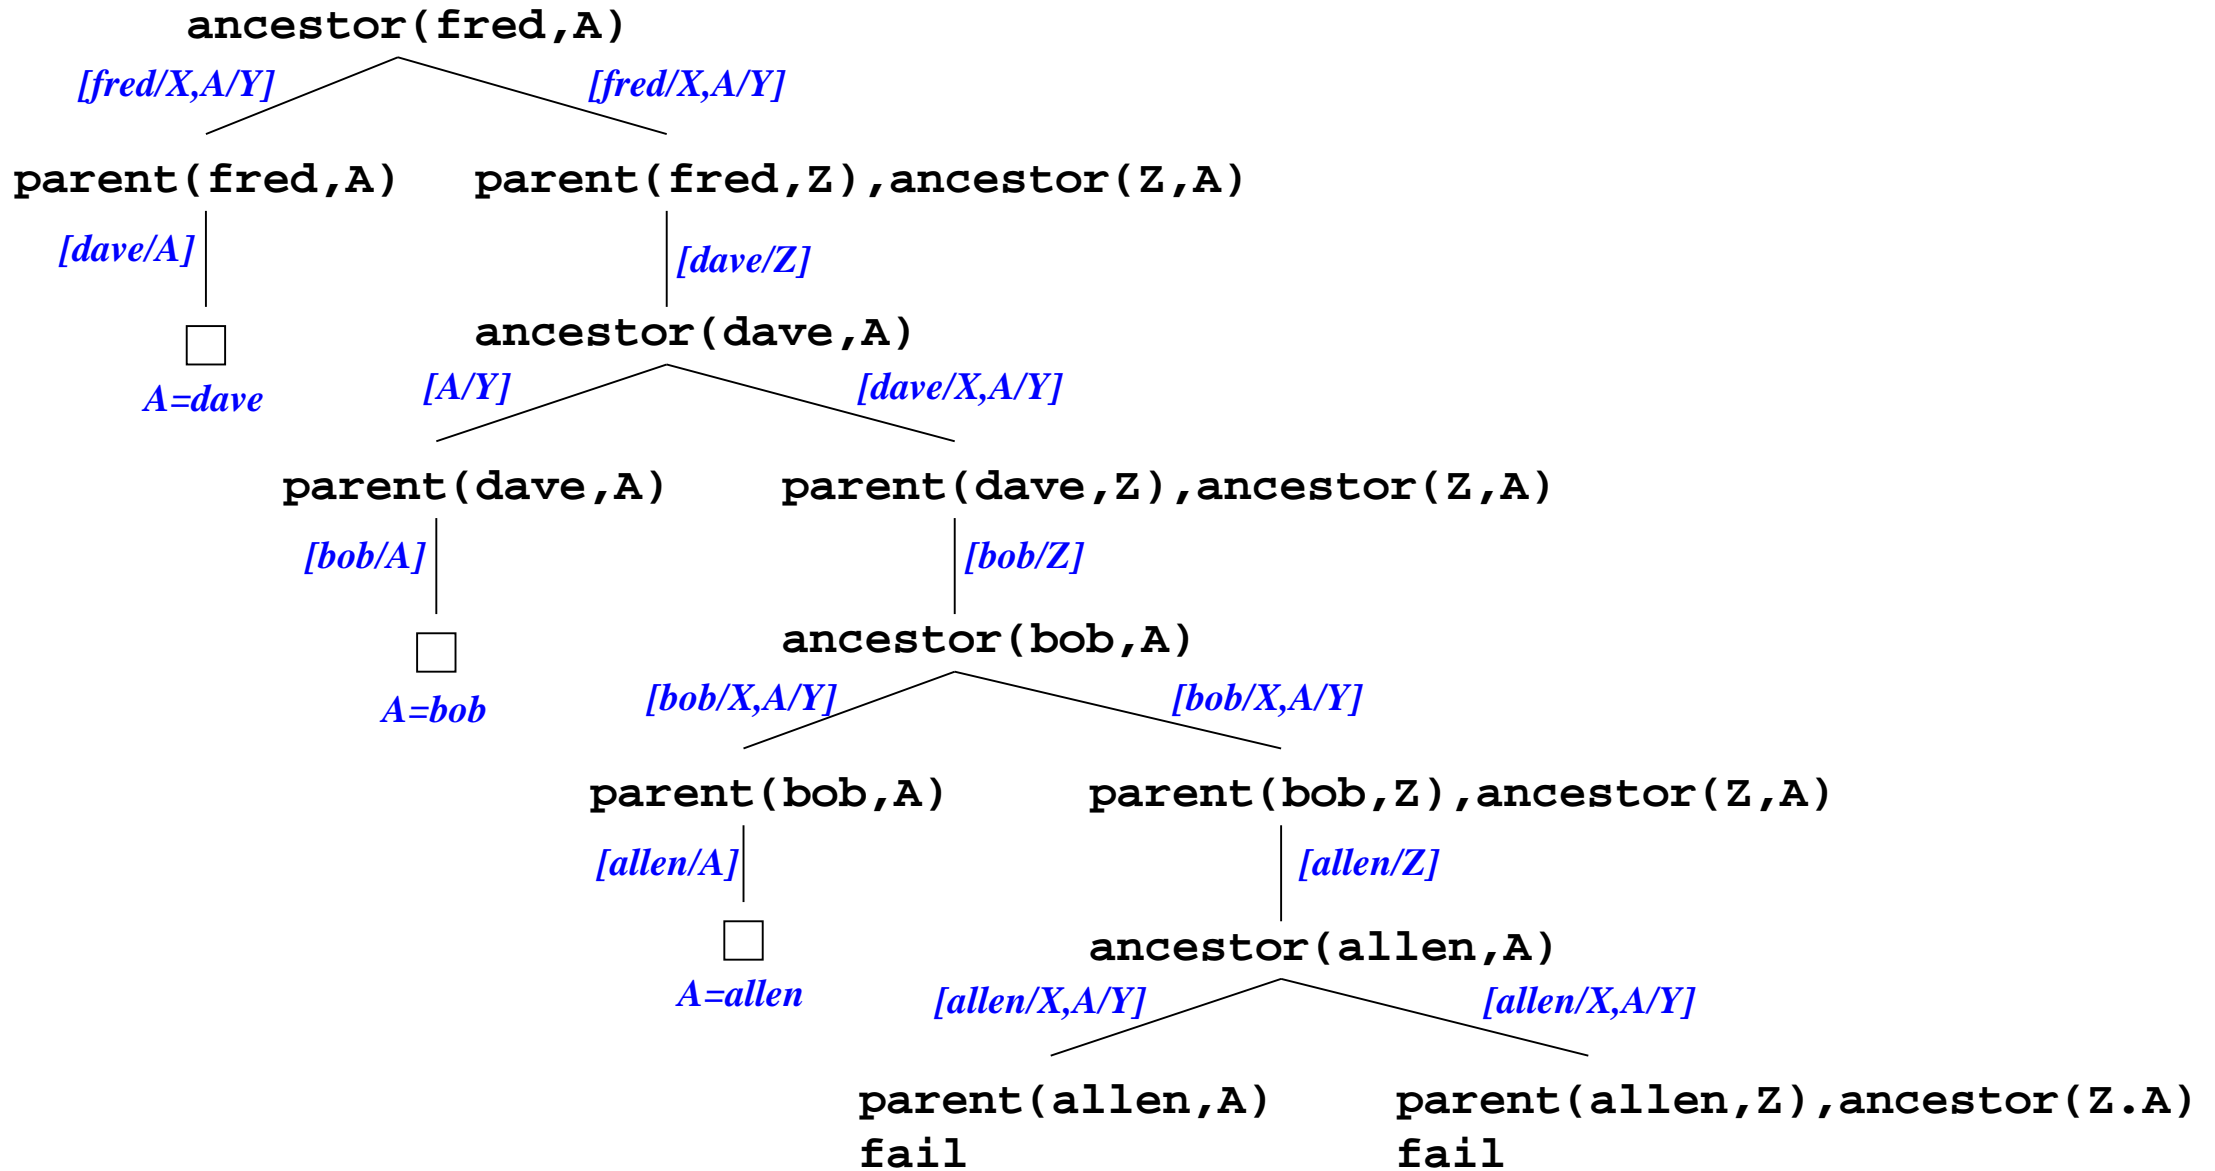 ancestor(fred,A)
[fred/X,A/Y] [fred/X,A/Y]
parent(fred,A) parent(fred,Z),ancestor(Z,A)
[dave/A] [dave/Z]
ancestor(dave,A)
A=dave [A/Y] [dave/X,A/Y]
parent(dave,A) parent(dave,Z),ancestor(Z,A)
[bob/A] [bob/Z]
ancestor(bob,A)
A=bob [bob/X,A/Y] [bob/X,A/Y]
parent(bob,A) parent(bob,Z),ancestor(Z,A)
[allen/A] [allen/Z]
ancestor(allen,A)
A=allen [allen/X,A/Y] [allen/X,A/Y]
parent(allen,A) parent(allen,Z),ancestor(Z.A)
fail fail